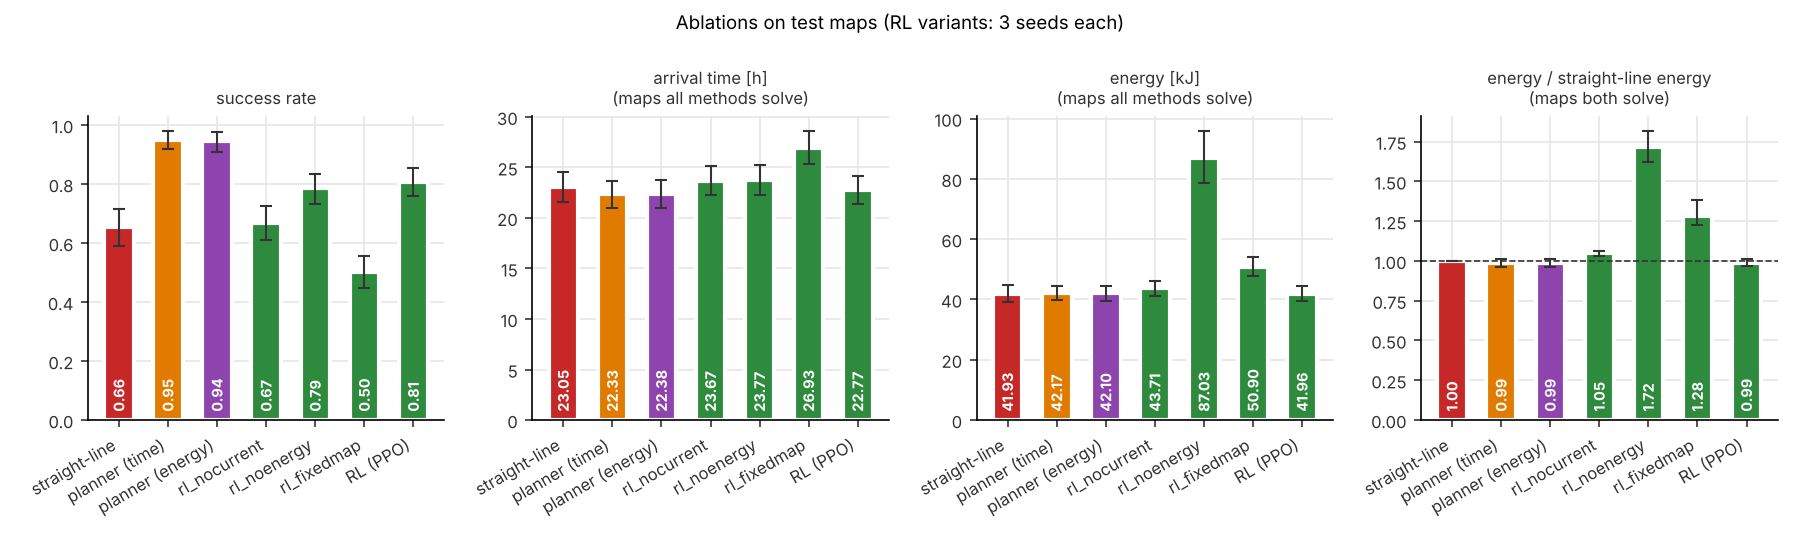 Ablations on test maps (RL variants: 3 seeds each)
success rate
1.0
0.8
0.6
0.4
0.2
0.0
0.66
0.95
0.94
0.67
0.79
0.50
0.81
straight-line
planner (time)
planner (energy)
rl_nocurrent
rl_noenergy
rl_fixedmap
RL (PPO)
arrival time [h]
(maps all methods solve)
30
25
20
15
10
5
0
23.05
22.33
22.38
23.67
23.77
26.93
22.77
straight-line
planner (time)
planner (energy)
rl_nocurrent
rl_noenergy
rl_fixedmap
RL (PPO)
energy [kJ]
(maps all methods solve)
100
80
60
40
20
0
41.93
42.17
42.10
43.71
87.03
50.90
41.96
straight-line
planner (time)
planner (energy)
rl_nocurrent
rl_noenergy
rl_fixedmap
RL (PPO)
energy / straight-line energy
(maps both solve)
1.75
1.50
1.25
1.00
0.75
0.50
0.25
0.00
1.00
0.99
0.99
1.05
1.72
1.28
0.99
straight-line
planner (time)
planner (energy)
rl_nocurrent
rl_noenergy
rl_fixedmap
RL (PPO)